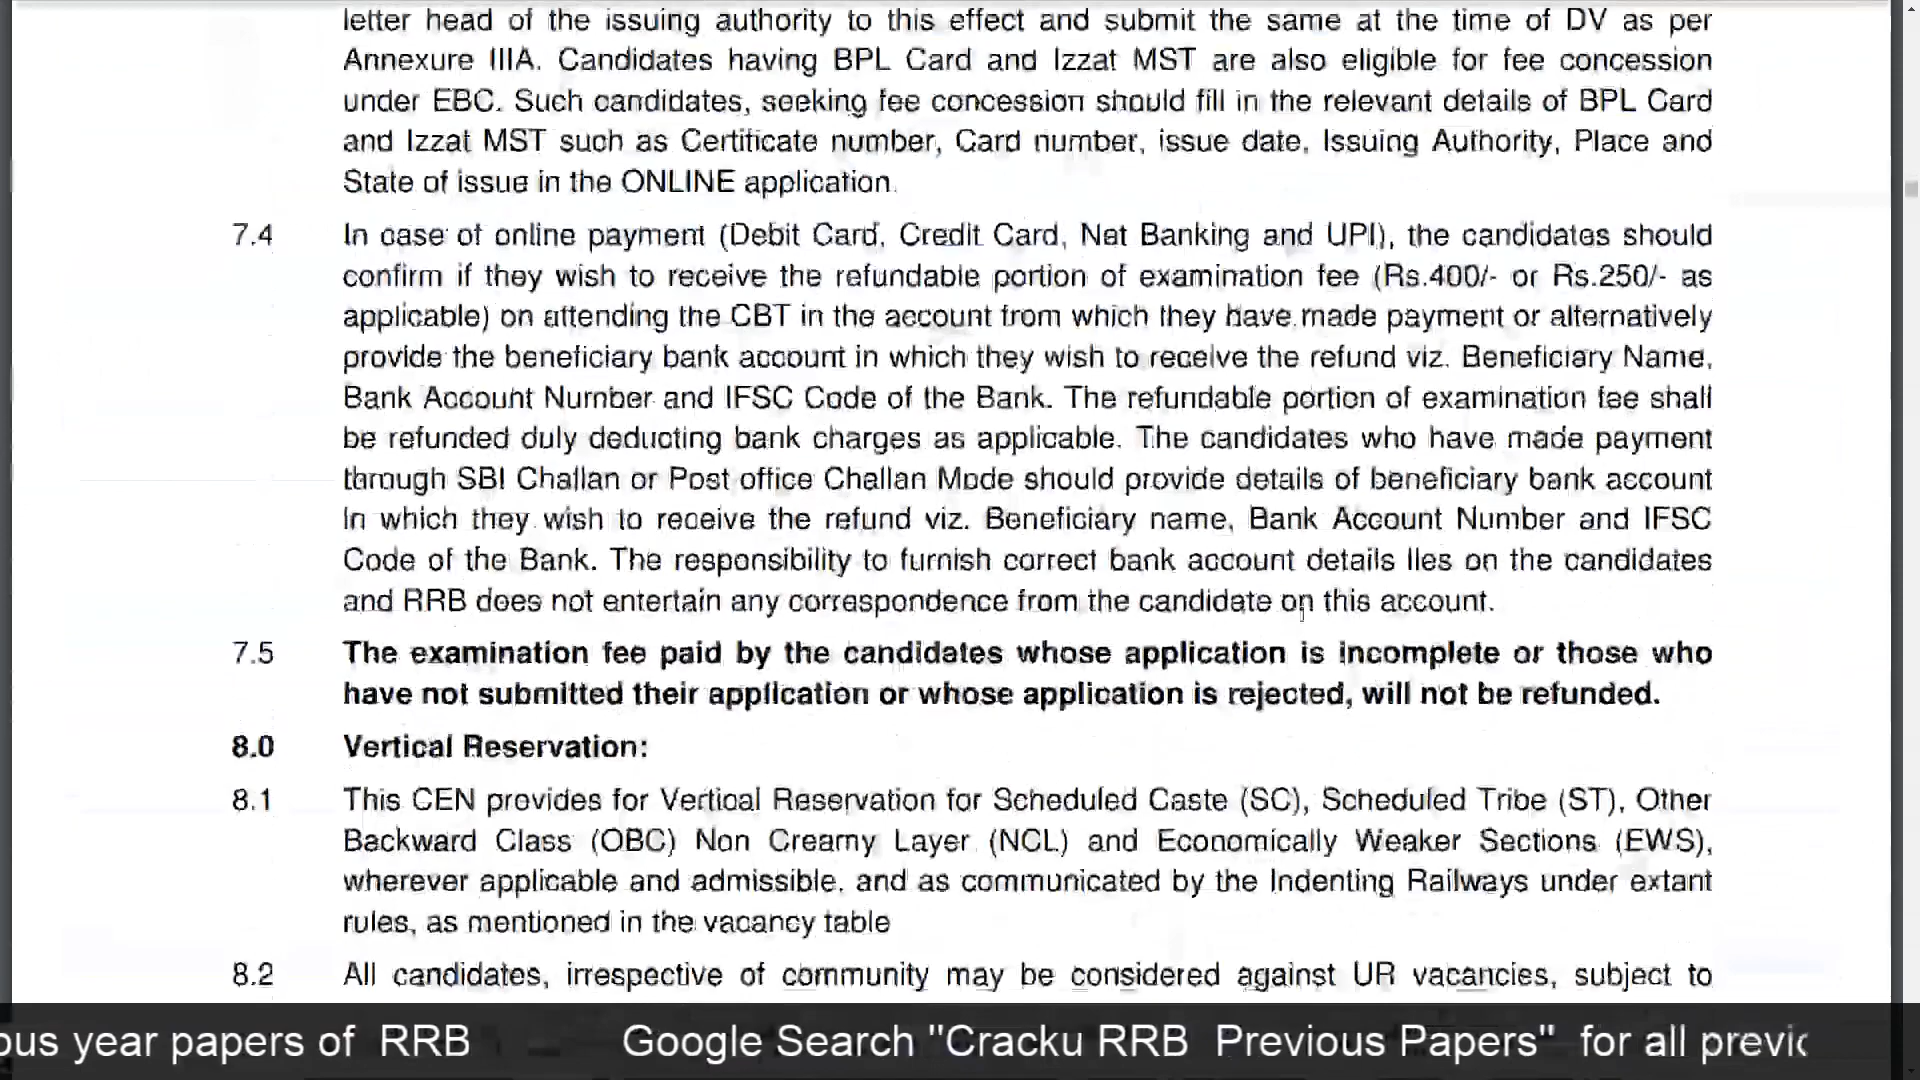 letter head of the issuing authority to this effect and submit the same at the time of DV as per
Annexure IIIA. Candidates having BPL Card and Izzat MST are also eligible for fee concession
under EBC. Such candidates, seeking fee concession should fill in the relevant details of BPL Card
and Izzat MST such as Certificate number, Card number, issue date, Issuing Authority, Place and
State of issue in the ONLINE application.
7.4 In case of online payment (Debit Card, Credit Card, Net Banking and UPI), the candidates should
confirm if they wish to receive the refundable portion of examination fee (Rs.400/- or Rs.250/- as
applicable) on attending the CBT in the account from which they have made payment or alternatively
provide the beneficiary bank account in which they wish to receive the refund viz. Beneficiary Name,
Bank Account Number and IFSC Code of the Bank. The refundable portion of examination fee shall
be refunded duly deducting bank charges as applicable. The candidates who have made payment
through SBI Challan or Post office Challan Mode should provide details of beneficiary bank account
in which they wish to receive the refund viz. Beneficiary name, Bank Account Number and IFSC
Code of the Bank. The responsibility to furnish correct bank account details lies on the candidates
and RRB does not entertain any correspondence from the candidate on this account.
7.5 The examination fee paid by the candidates whose application is incomplete or those who
have not submitted their application or whose application is rejected, will not be refunded.
8.0 Vertical Reservation:
8.1 This CEN provides for Vertical Reservation for Scheduled Caste (SC), Scheduled Tribe (ST), Other
Backward Class (OBC) Non Creamy Layer (NCL) and Economically Weaker Sections (EWS),
wherever applicable and admissible, and as communicated by the Indenting Railways under extant
rules, as mentioned in the vacancy table
8.2 All candidates, irrespective of community may be considered against UR vacancies, subject to
ous year papers of RRB Google Search "Cracku RRB Previous Papers" for all previc